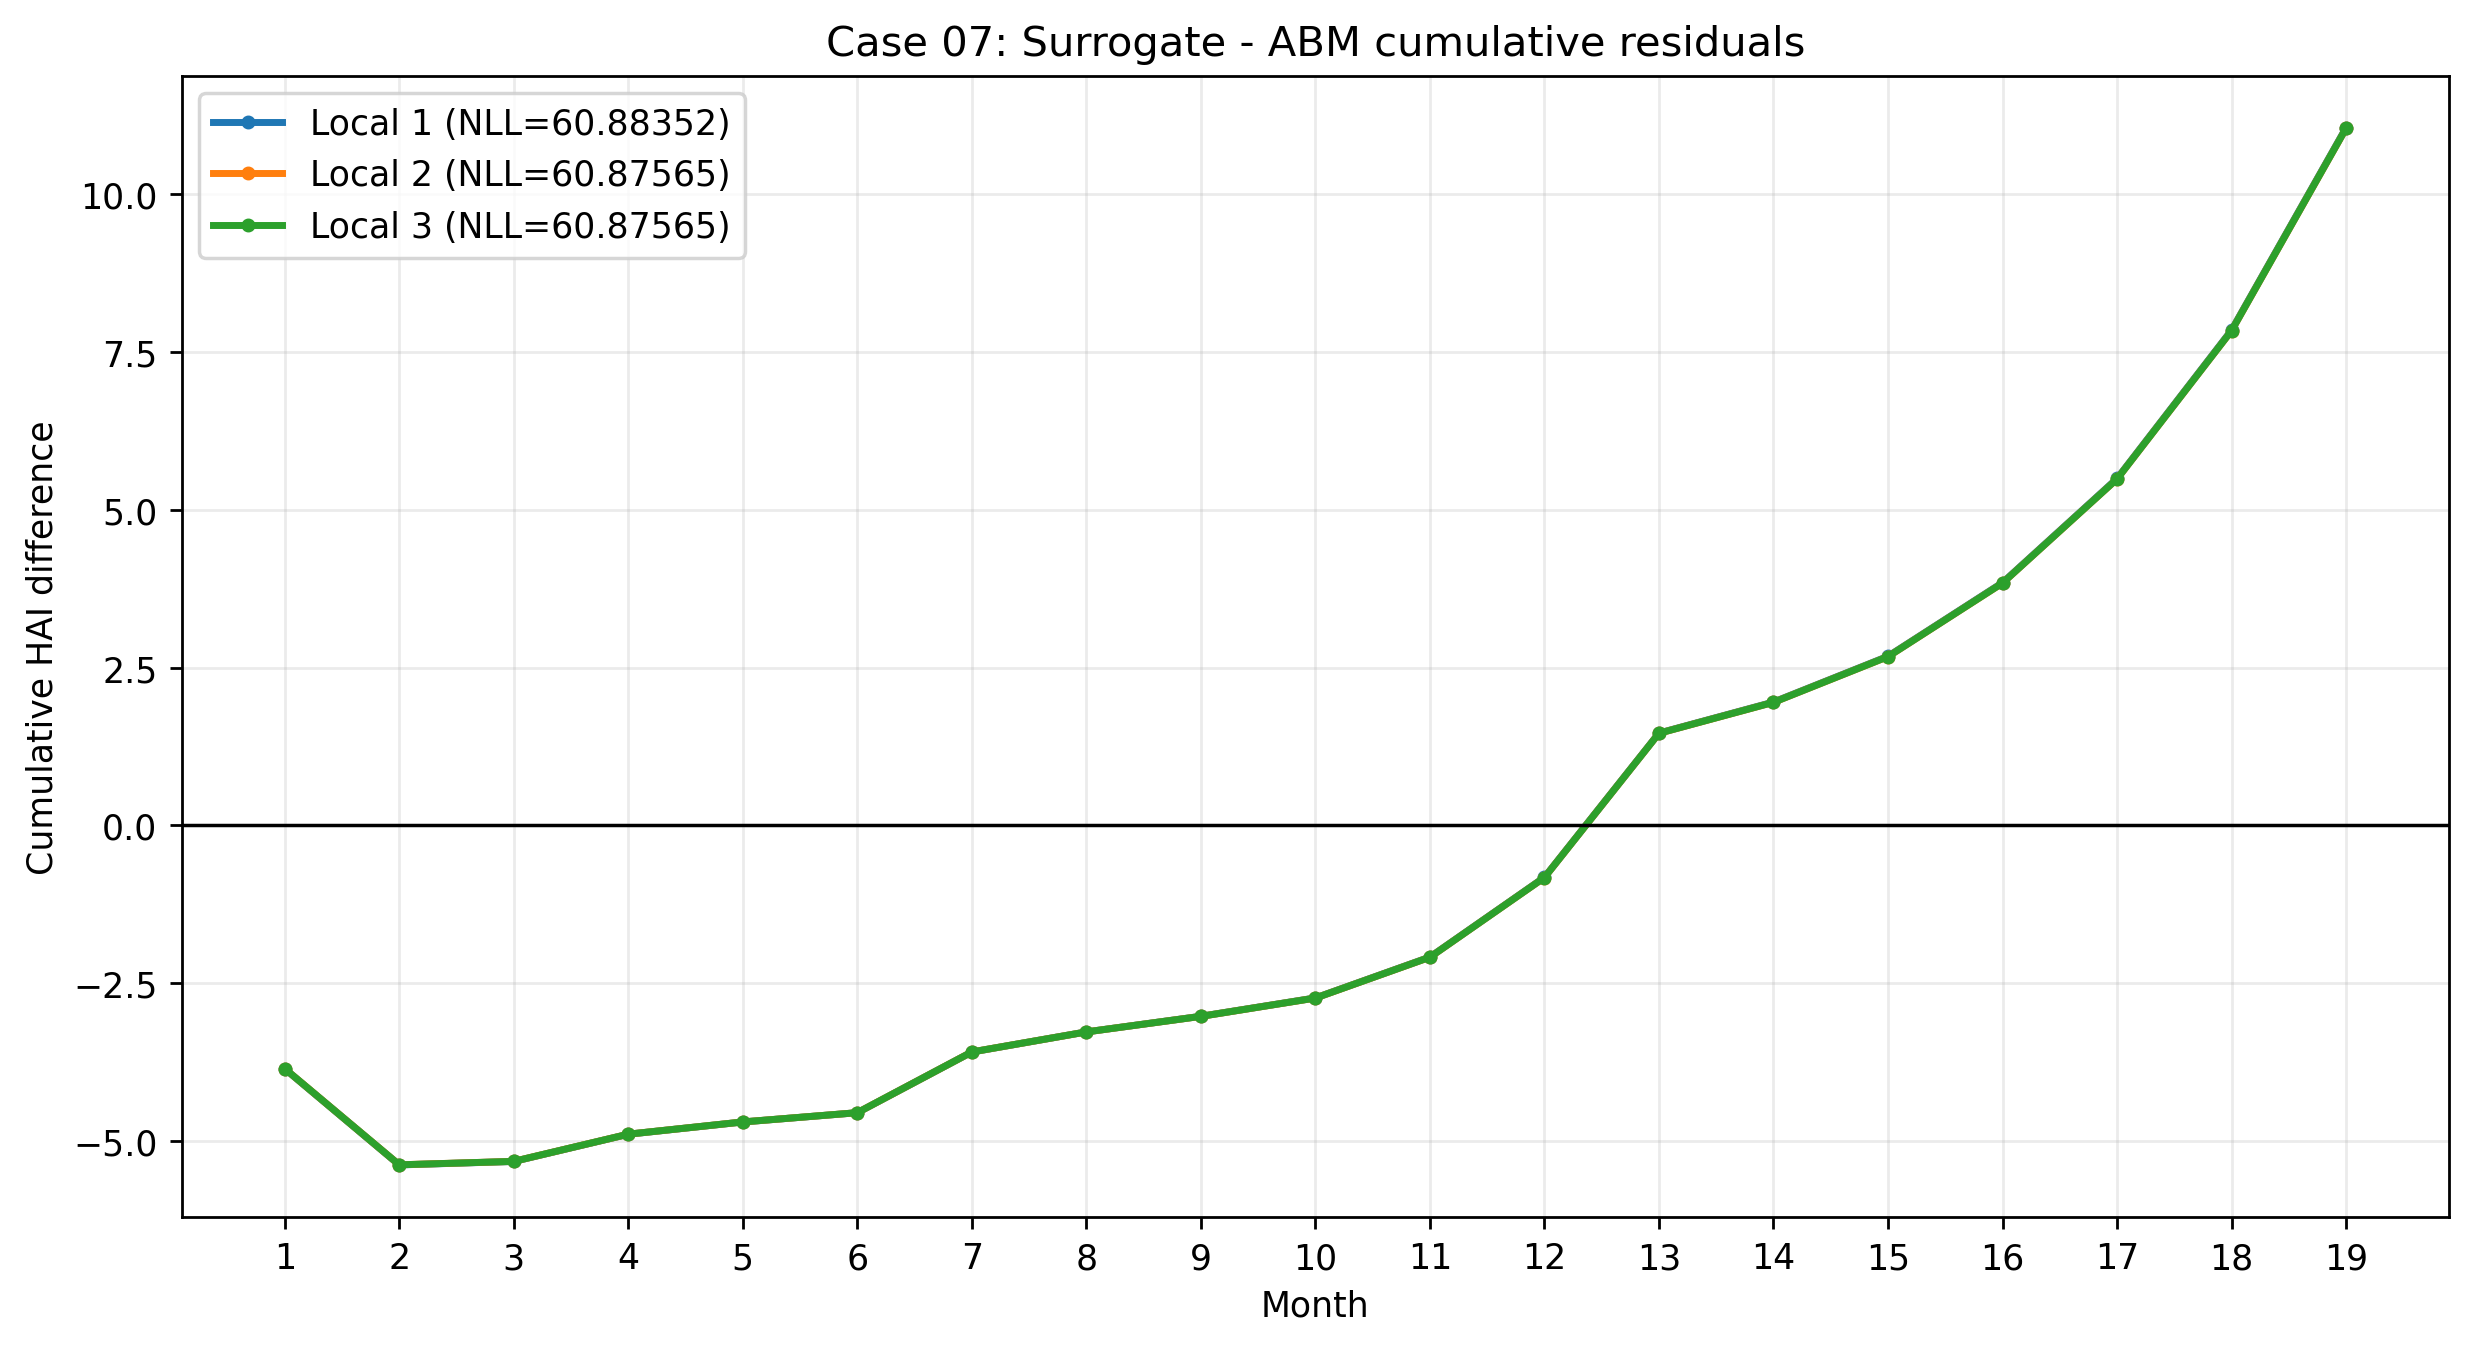 Case 07: Surrogate - ABM cumulative residuals
Local 1 (NLL=60.88352)
Local 2 (NLL=60.87565)
Local 3 (NLL=60.87565)
Cumulative HAI difference
10.0
7.5
5.0
2.5
0.0
−2.5
−5.0
1 2 3 4 5 6 7 8 9 10 11 12 13 14 15 16 17 18 19
Month